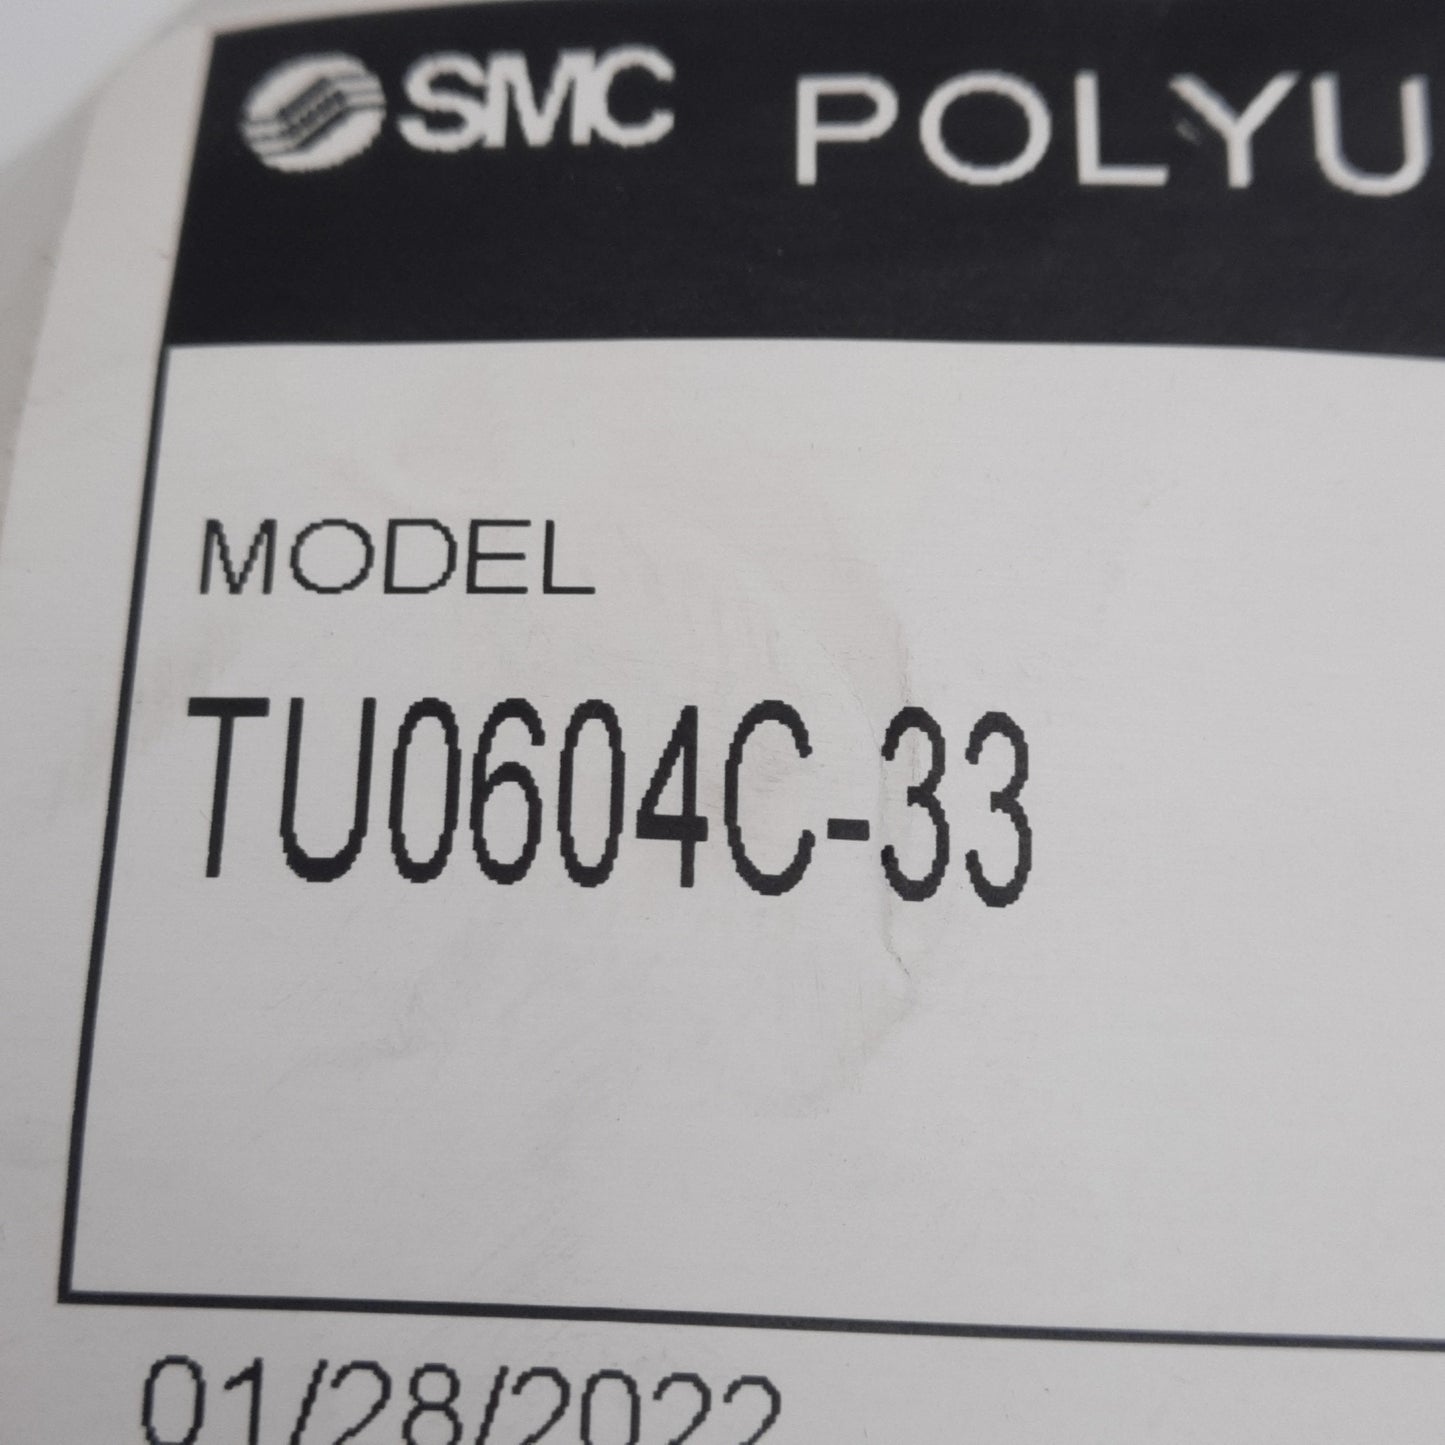 SMC POLYU
MODEL
TU0604C-33
01/28/2022